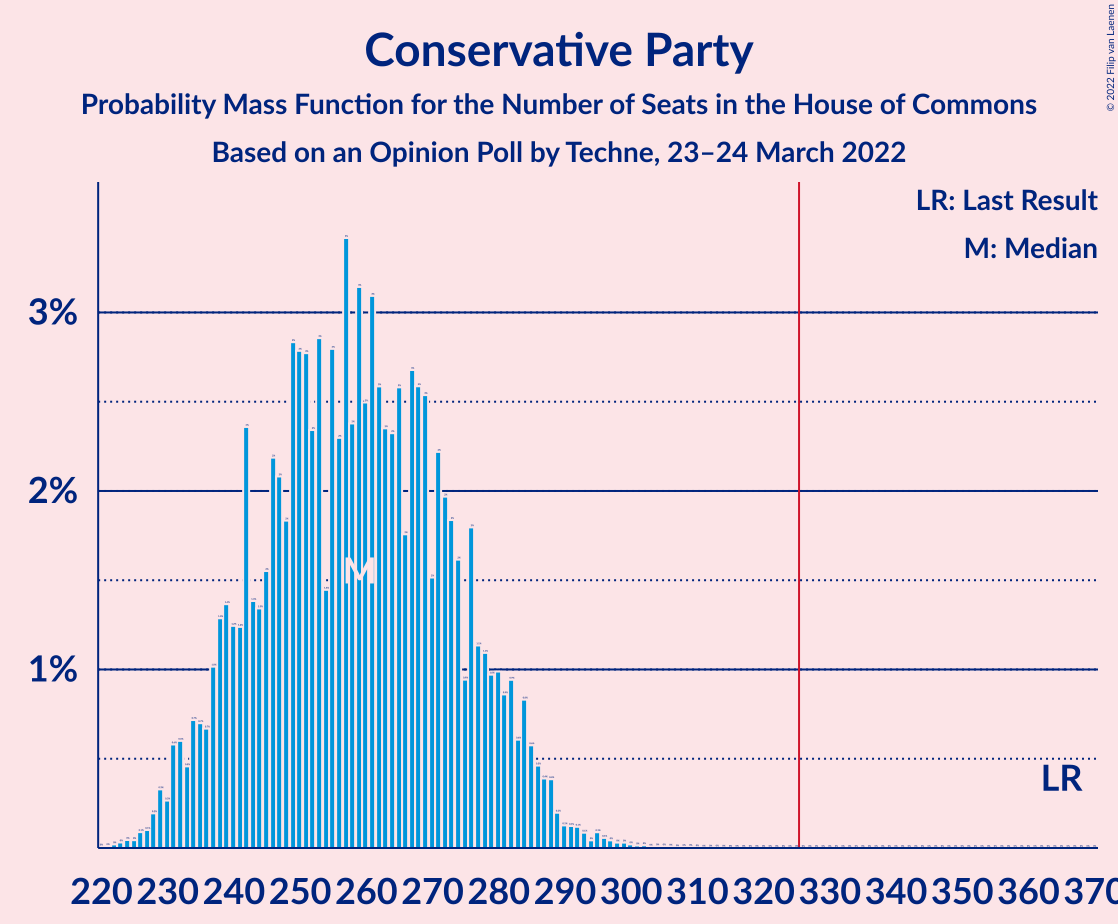 Conservative Party
Probability Mass Function for the Number of Seats in the House of Commons
Based on an Opinion Poll by Techne, 23–24 March 2022
© 2022 Filip van Laenen
LR: Last Result
M: Median
3%
2%
1%
M
LR
220 230 240 250 260 270 280 290 300 310 320 330 340 350 360 370